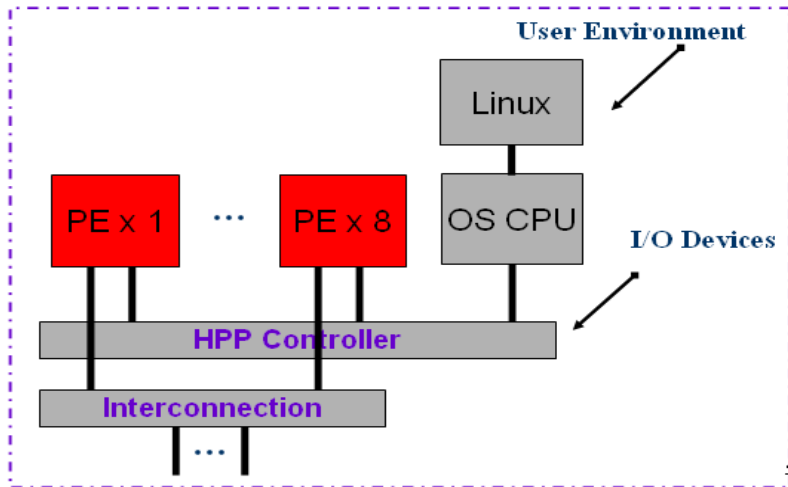 User Environment
Linux
PE x 1
...
PE x 8
OS CPU
I/O Devices
HPP Controller
Interconnection
...